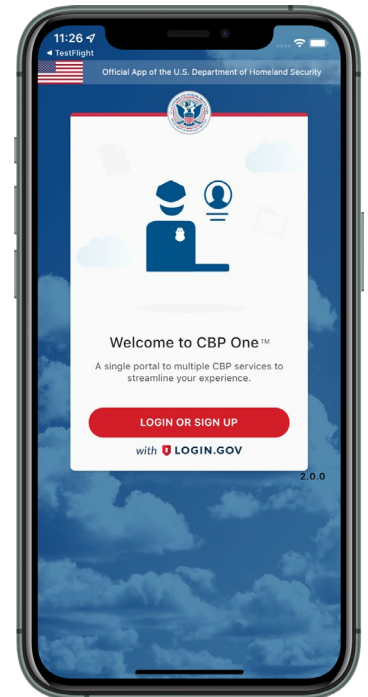 11:26
◀ TestFlight
Official App of the U.S. Department of Homeland Security
Welcome to CBP One™
A single portal to multiple CBP services to
streamline your experience.
LOGIN OR SIGN UP
with LOGIN.GOV
2.0.0